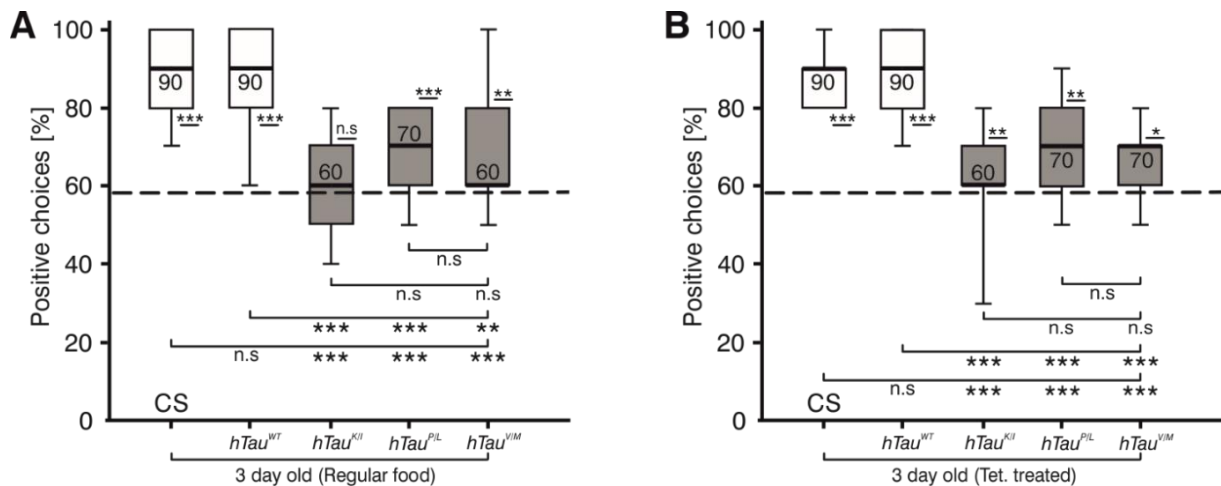 A
B
Positive choices [%]
100
80
60
40
20
0
90
90
60
70
60
***
***
n.s
***
**
n.s
n.s
n.s
***
***
**
n.s
***
***
***
CS
hTau^WT
hTau^K/I
hTau^P/L
hTau^V/M
3 day old (Regular food)
Positive choices [%]
100
80
60
40
20
0
90
90
60
70
70
***
***
**
**
*
n.s
n.s
n.s
***
***
***
n.s
***
***
***
CS
hTau^WT
hTau^K/I
hTau^P/L
hTau^V/M
3 day old (Tet. treated)